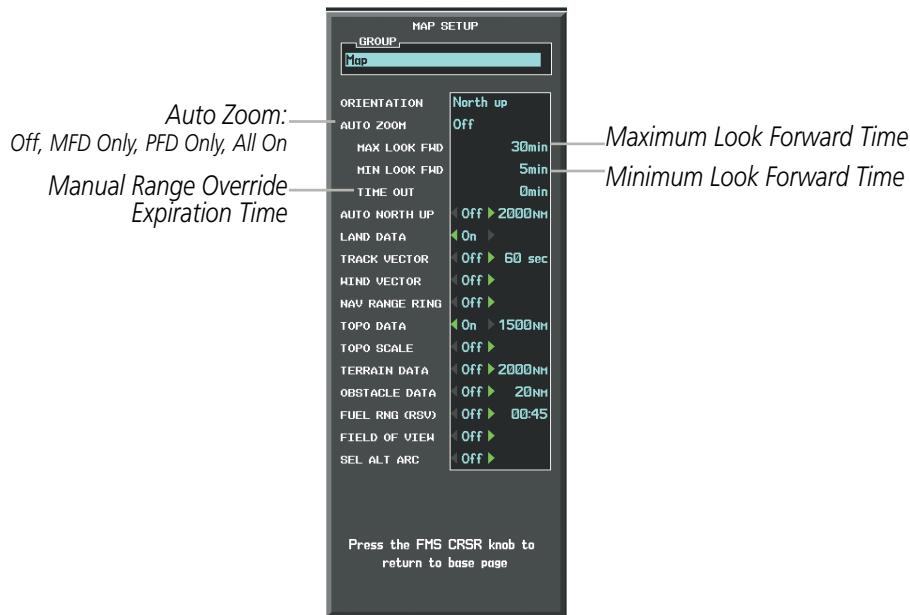 MAP SETUP
GROUP
Map
ORIENTATION North up
AUTO ZOOM Off
MAX LOOK FWD 30min
MIN LOOK FWD 5min
TIME OUT 0min
AUTO NORTH UP Off 2000NM
LAND DATA On
TRACK VECTOR Off 60 sec
WIND VECTOR Off
NAV RANGE RING Off
TOPO DATA On 1500NM
TOPO SCALE Off
TERRAIN DATA Off 2000NM
OBSTACLE DATA Off 20NM
FUEL RNG (RSV) Off 00:45
FIELD OF VIEW Off
SEL ALT ARC Off
Press the FMS CRSR knob to
return to base page
Auto Zoom:
Off, MFD Only, PFD Only, All On
Manual Range Override
Expiration Time
Maximum Look Forward Time
Minimum Look Forward Time